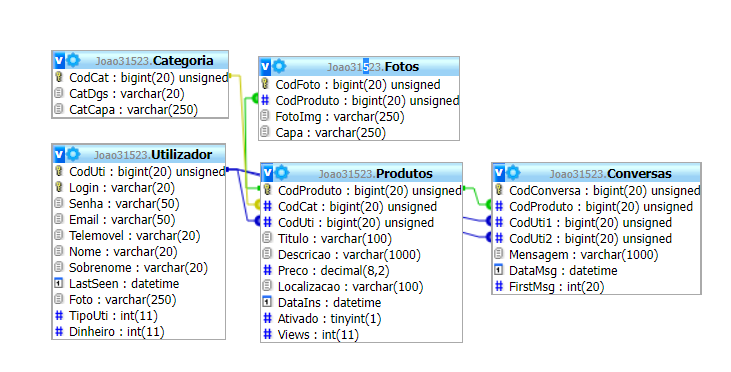 Joao31523.Categoria
CodCat : bigint(20) unsigned
CatDgs : varchar(20)
CatCapa : varchar(250)
Joao31523.Fotos
CodFoto : bigint(20) unsigned
CodProduto : bigint(20) unsigned
FotoImg : varchar(250)
Capa : varchar(250)
Joao31523.Utilizador
CodUti : bigint(20) unsigned
Login : varchar(20)
Senha : varchar(50)
Email : varchar(50)
Telemovel : varchar(20)
Nome : varchar(20)
Sobrenome : varchar(20)
LastSeen : datetime
Foto : varchar(250)
TipoUti : int(11)
Dinheiro : int(11)
Joao31523.Produtos
CodProduto : bigint(20) unsigned
CodCat : bigint(20) unsigned
CodUti : bigint(20) unsigned
Titulo : varchar(100)
Descricao : varchar(1000)
Preco : decimal(8,2)
Localizacao : varchar(100)
DataIns : datetime
Ativado : tinyint(1)
Views : int(11)
Joao31523.Conversas
CodConversa : bigint(20) unsigned
CodProduto : bigint(20) unsigned
CodUti1 : bigint(20) unsigned
CodUti2 : bigint(20) unsigned
Mensagem : varchar(1000)
DataMsg : datetime
FirstMsg : int(20)